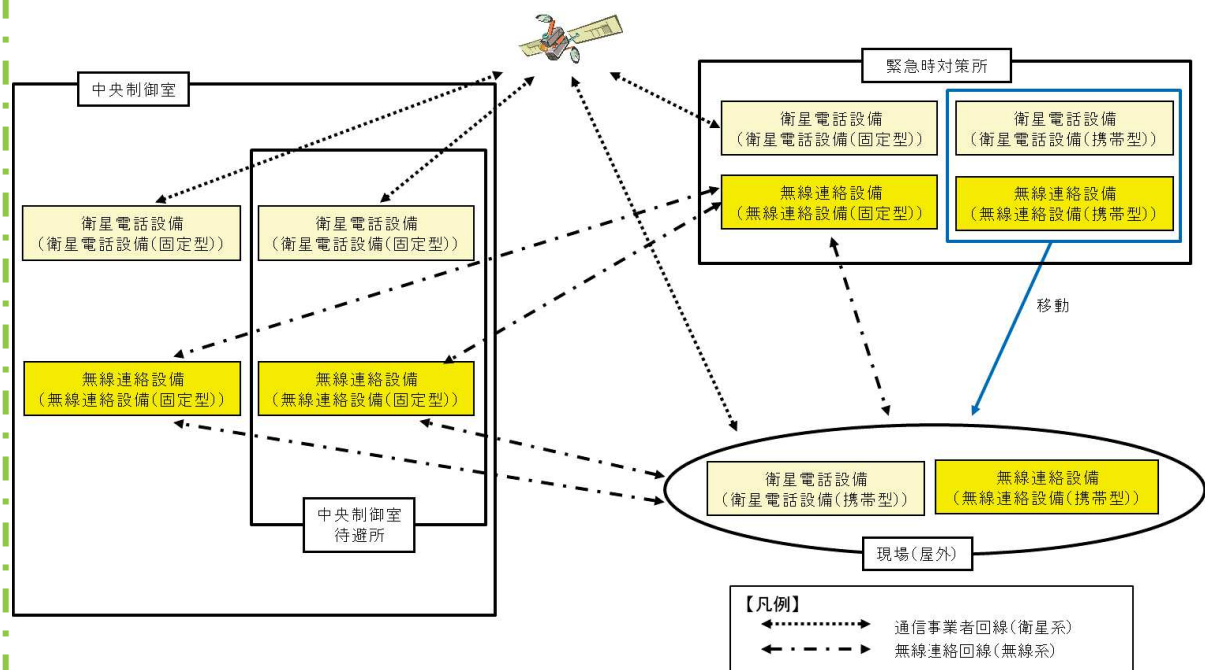 中央制御室
緊急時対策所
衛星電話設備
(衛星電話設備(固定型))
衛星電話設備
(衛星電話設備(携帯型))
無線連絡設備
(無線連絡設備(固定型))
無線連絡設備
(無線連絡設備(携帯型))
衛星電話設備
(衛星電話設備(固定型))
衛星電話設備
(衛星電話設備(固定型))
移動
無線連絡設備
(無線連絡設備(固定型))
無線連絡設備
(無線連絡設備(固定型))
衛星電話設備
(衛星電話設備(携帯型))
無線連絡設備
(無線連絡設備(携帯型))
中央制御室
待避所
現場(屋外)
【凡例】
通信事業者回線(衛星系)
無線連絡回線(無線系)